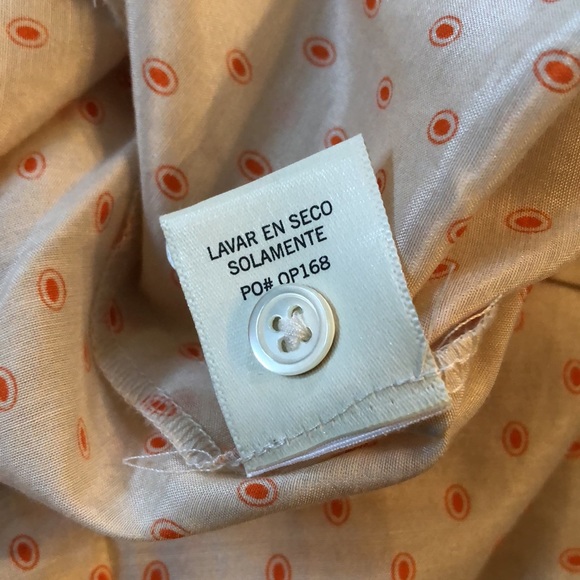 LAVAR EN SECO
SOLAMENTE
PO# OP168